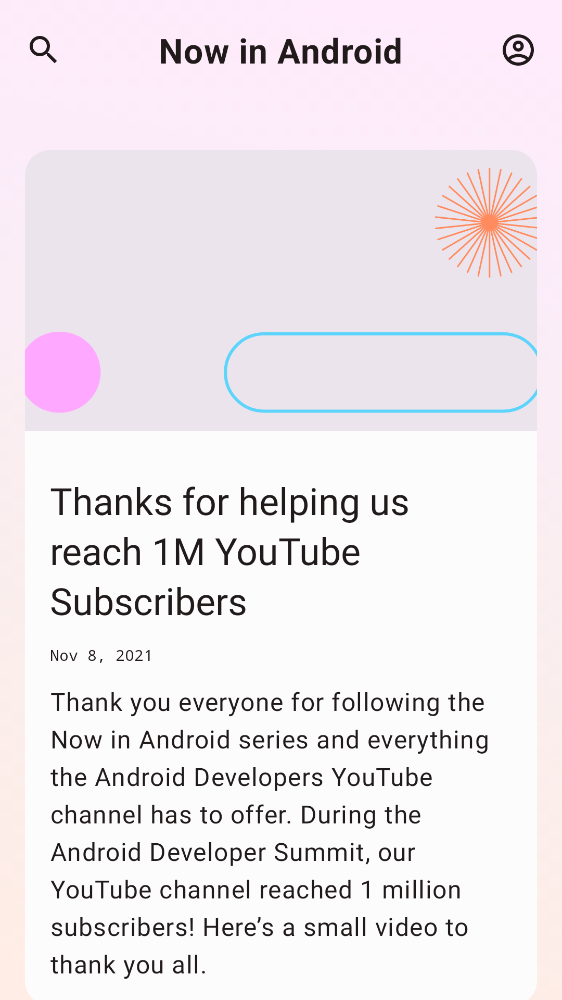 Now in Android
Thanks for helping us
reach 1M YouTube
Subscribers
Nov 8, 2021
Thank you everyone for following the
Now in Android series and everything
the Android Developers YouTube
channel has to offer. During the
Android Developer Summit, our
YouTube channel reached 1 million
subscribers! Here’s a small video to
thank you all.